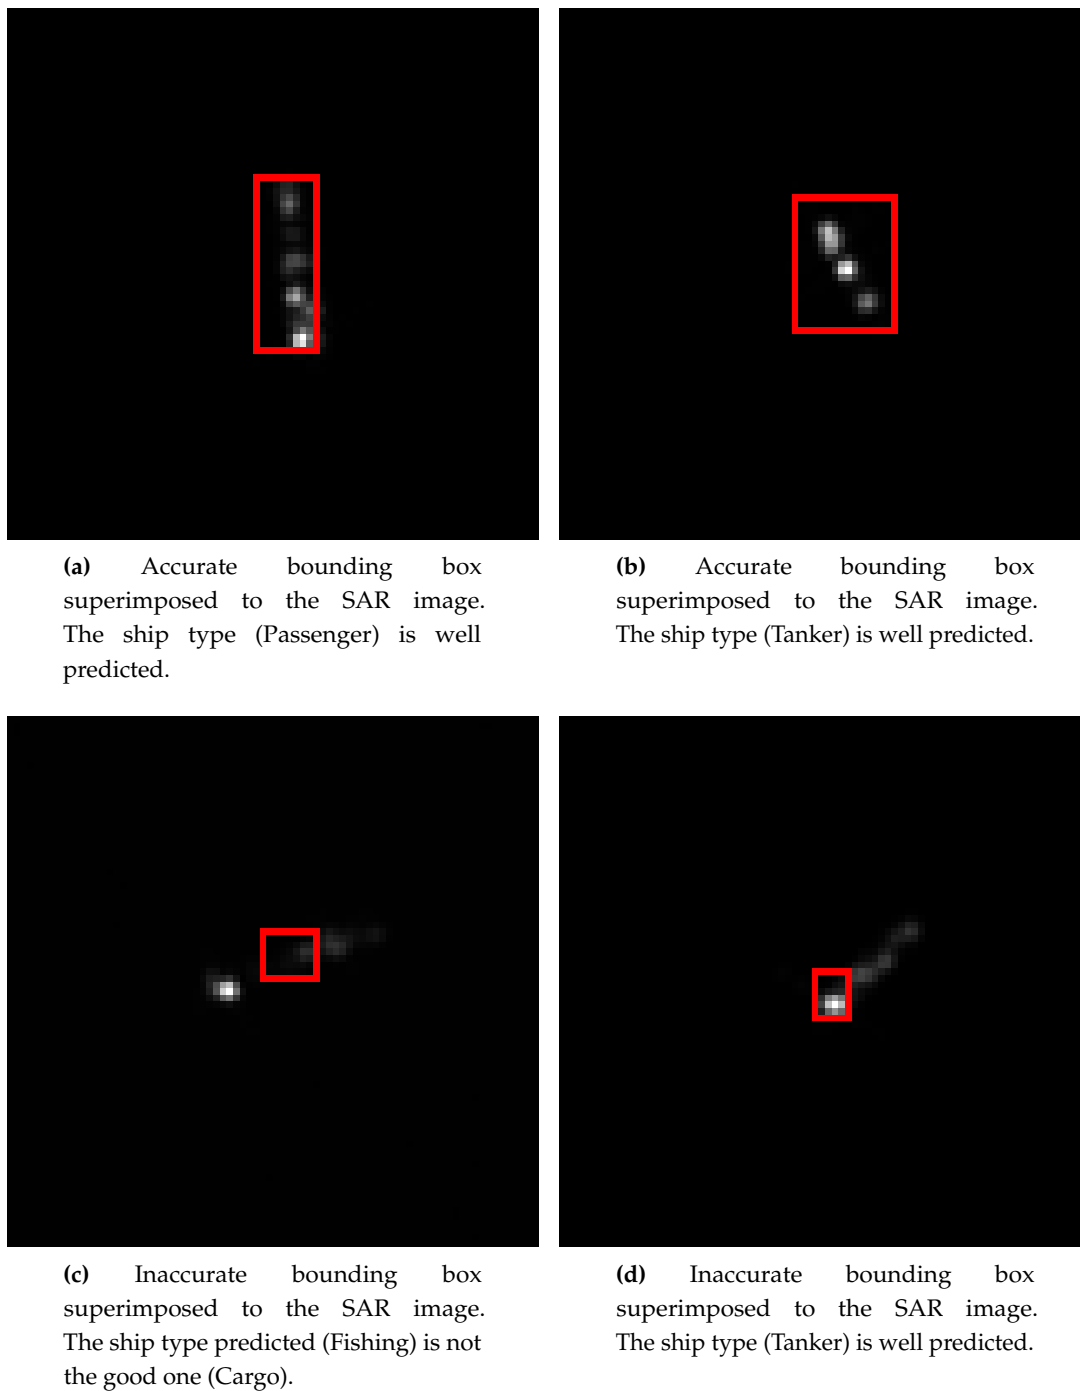 (a) Accurate bounding box
superimposed to the SAR image.
The ship type (Passenger) is well
predicted.
(b) Accurate bounding box
superimposed to the SAR image.
The ship type (Tanker) is well predicted.
(c) Inaccurate bounding box
superimposed to the SAR image.
The ship type predicted (Fishing) is not
the good one (Cargo).
(d) Inaccurate bounding box
superimposed to the SAR image.
The ship type (Tanker) is well predicted.